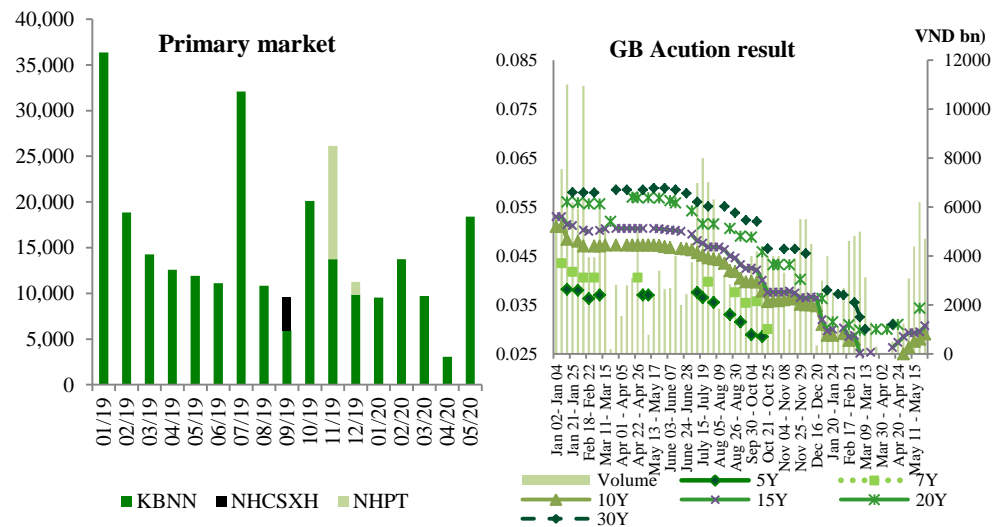 Primary market
40,000
35,000
30,000
25,000
20,000
15,000
10,000
5,000
0
01/19
02/19
03/19
04/19
05/19
06/19
07/19
08/19
09/19
10/19
11/19
12/19
01/20
02/20
03/20
04/20
05/20
KBNN NHCSXH NHPT
GB Acution result
VND bn)
0.085
0.075
0.065
0.055
0.045
0.035
0.025
12000
10000
8000
6000
4000
2000
0
Jan 02- Jan 04
Jan 21- Jan 25
Feb 18- Feb 22
Mar 11- Mar 15
Apr 01 - Apr 05
Apr 22 - Apr 26
May 13 - May 17
June 03 - June 07
June 24 - June 28
July 15- July 19
Aug 05- Aug 09
Aug 26 - Aug 30
Sep 30 - Oct 04
Oct 21 - Oct 25
Nov 04 - Nov 08
Nov 25 - Nov 29
Dec 16 - Dec 20
Jan 20 - Jan 24
Feb 17 - Feb 21
Mar 09 - Mar 13
Mar 30 - Apr 02
Apr 20 - Apr 24
May 11 - May 15
Volume 5Y 7Y
10Y 15Y 20Y
30Y